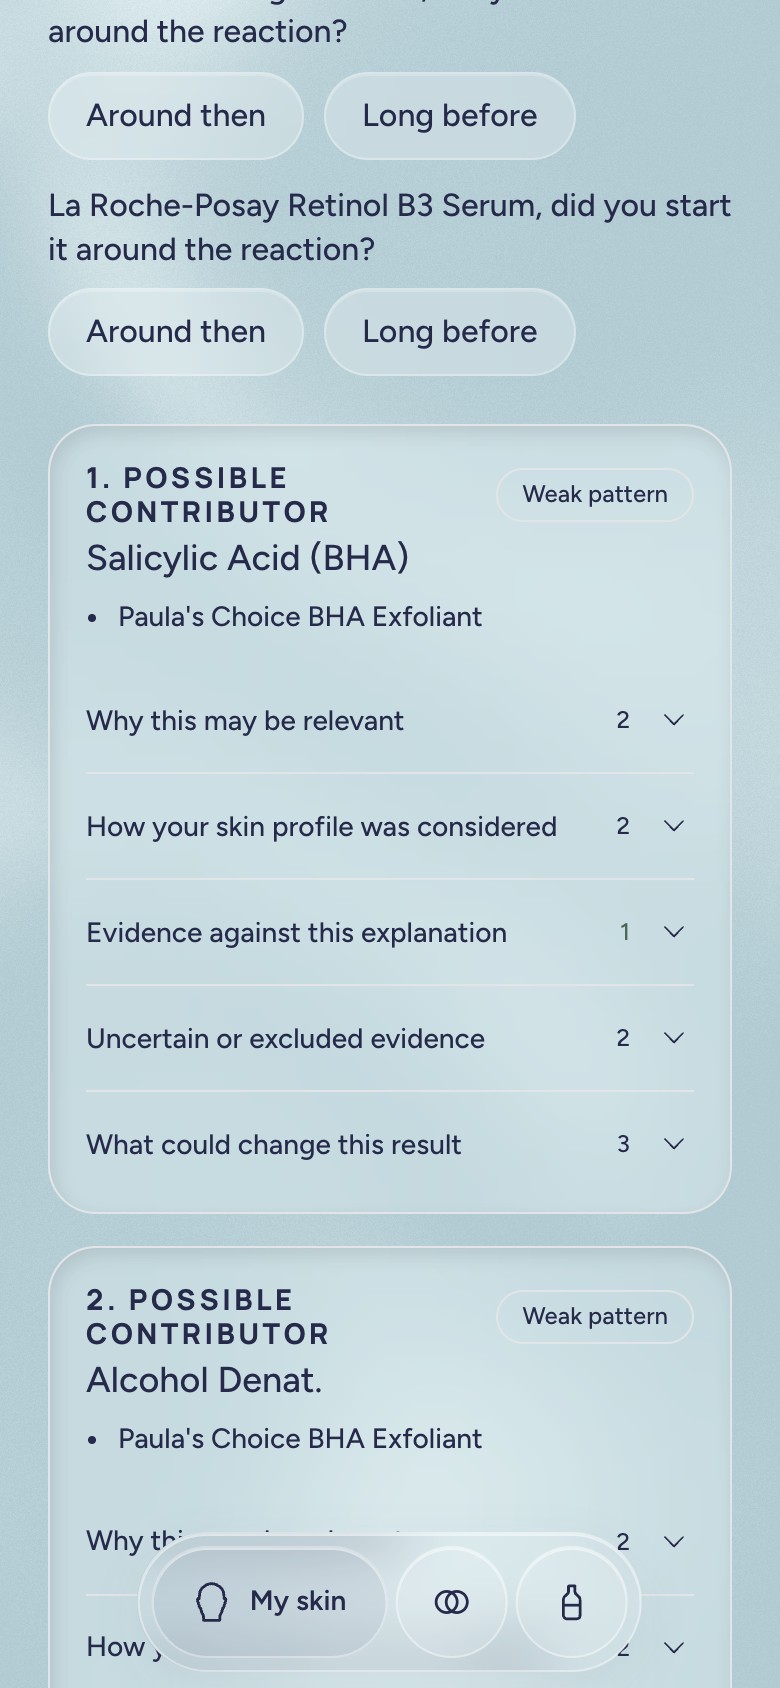 around the reaction?
Around then
Long before
La Roche-Posay Retinol B3 Serum, did you start
it around the reaction?
Around then
Long before
1. POSSIBLE
CONTRIBUTOR
Weak pattern
Salicylic Acid (BHA)
• Paula's Choice BHA Exfoliant
Why this may be relevant 2
How your skin profile was considered 2
Evidence against this explanation 1
Uncertain or excluded evidence 2
What could change this result 3
2. POSSIBLE
CONTRIBUTOR
Weak pattern
Alcohol Denat.
• Paula's Choice BHA Exfoliant
Why 2
My skin
How 2